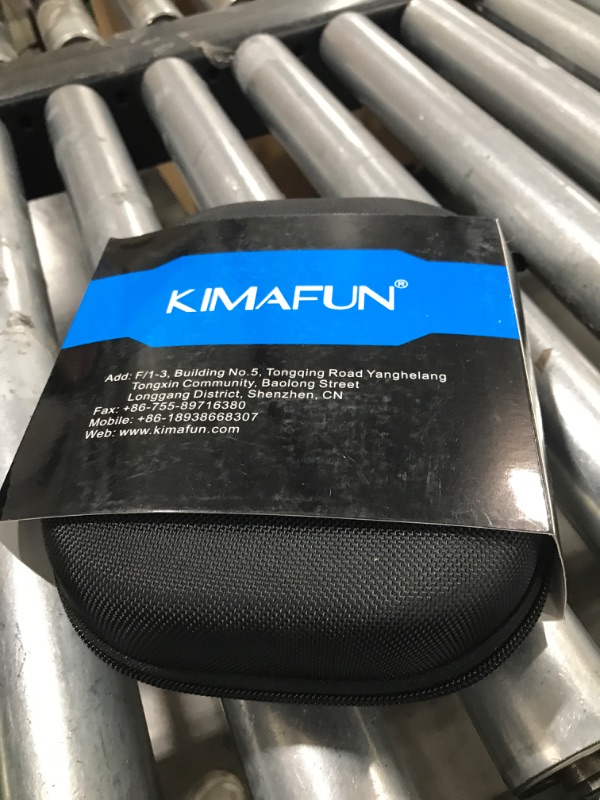 KIMAFUN®
Add: F/1-3, Building No.5, Tongqing Road Yanghelang
Tongxin Community, Baolong Street
Longgang District, Shenzhen, CN
Fax: +86-755-89716380
Mobile: +86-18938668307
Web: www.kimafun.com